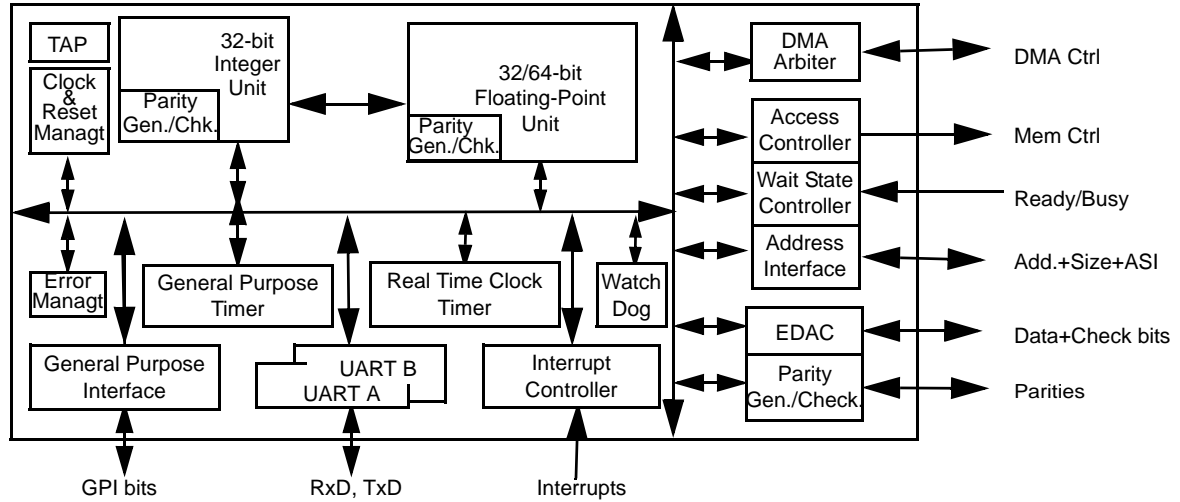 TAP
Clock
&
Reset
Managt
32-bit
Integer
Unit
Parity
Gen./Chk.
32/64-bit
Floating-Point
Unit
Parity
Gen./Chk.
DMA
Arbiter
DMA Ctrl
Access
Controller
Mem Ctrl
Wait State
Controller
Ready/Busy
Address
Interface
Add.+Size+ASI
Error
Managt
General Purpose
Timer
Real Time Clock
Timer
Watch
Dog
EDAC
Data+Check bits
Parity
Gen./Check.
Parities
General Purpose
Interface
UART B
UART A
Interrupt
Controller
GPI bits
RxD, TxD
Interrupts